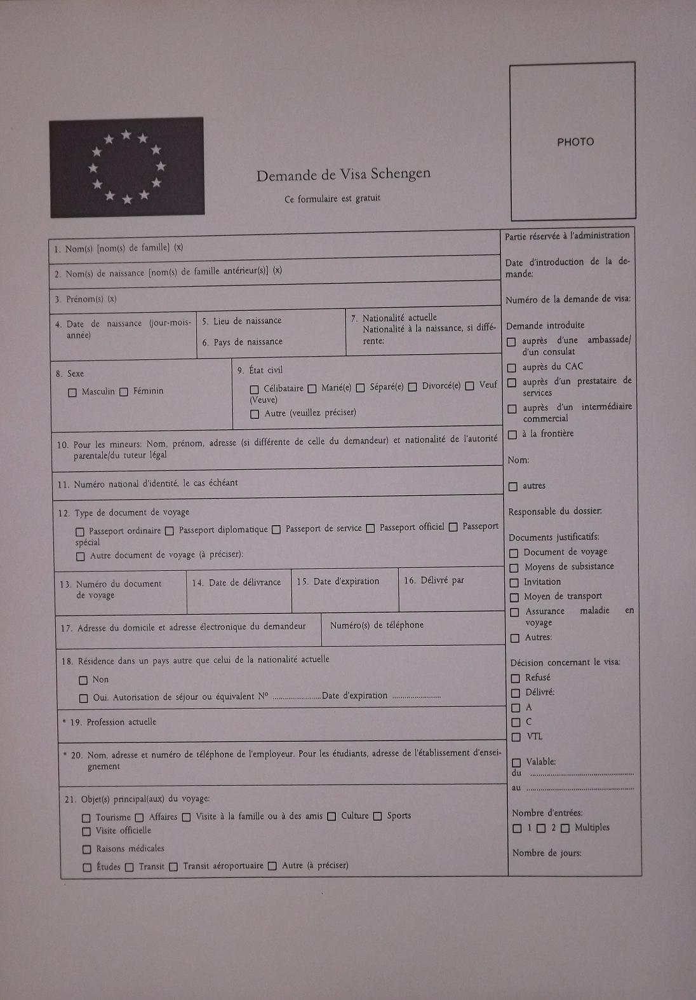 PHOTO
Demande de Visa Schengen
Ce formulaire est gratuit
1. Nom(s) [nom(s) de famille] (x)
2. Nom(s) de naissance [nom(s) de famille antérieur(s)] (x)
3. Prénom(s) (x)
4. Date de naissance (jour-mois-
année)
5. Lieu de naissance
6. Pays de naissance
7. Nationalité actuelle
Nationalité à la naissance, si diffé-
rente:
8. Sexe
☐ Masculin ☐ Féminin
9. État civil
☐ Célibataire ☐ Marié(e) ☐ Séparé(e) ☐ Divorcé(e) ☐ Veuf
(Veuve)
☐ Autre (veuillez préciser)
10. Pour les mineurs: Nom, prénom, adresse (si différente de celle du demandeur) et nationalité de l'autorité
parentale/du tuteur légal
11. Numéro national d'identité, le cas échéant
12. Type de document de voyage
☐ Passeport ordinaire ☐ Passeport diplomatique ☐ Passeport de service ☐ Passeport officiel ☐ Passeport
spécial
☐ Autre document de voyage (à préciser):
13. Numéro du document
de voyage
14. Date de délivrance
15. Date d'expiration
16. Délivré par
17. Adresse du domicile et adresse électronique du demandeur
Numéro(s) de téléphone
18. Résidence dans un pays autre que celui de la nationalité actuelle
☐ Non
☐ Oui. Autorisation de séjour ou équivalent Nº ........................Date d'expiration ........................
* 19. Profession actuelle
* 20. Nom, adresse et numéro de téléphone de l'employeur. Pour les étudiants, adresse de l'établissement d'ensei-
gnement
21. Objet(s) principal(aux) du voyage:
☐ Tourisme ☐ Affaires ☐ Visite à la famille ou à des amis ☐ Culture ☐ Sports
☐ Visite officielle
☐ Raisons médicales
☐ Études ☐ Transit ☐ Transit aéroportuaire ☐ Autre (à préciser)
Partie réservée à l'administration
Date d'introduction de la de-
mande:
Numéro de la demande de visa:
Demande introduite
☐ auprès d'une ambassade/
d'un consulat
☐ auprès du CAC
☐ auprès d'un prestataire de
services
☐ auprès d'un intermédiaire
commercial
☐ à la frontière
Nom:
☐ autres
Responsable du dossier:
Documents justificatifs:
☐ Document de voyage
☐ Moyens de subsistance
☐ Invitation
☐ Moyen de transport
☐ Assurance maladie en
voyage
☐ Autres:
Décision concernant le visa:
☐ Refusé
☐ Délivré:
☐ A
☐ C
☐ VTL
☐ Valable:
du ..................................................
au ..................................................
Nombre d'entrées:
☐ 1 ☐ 2 ☐ Multiples
Nombre de jours: